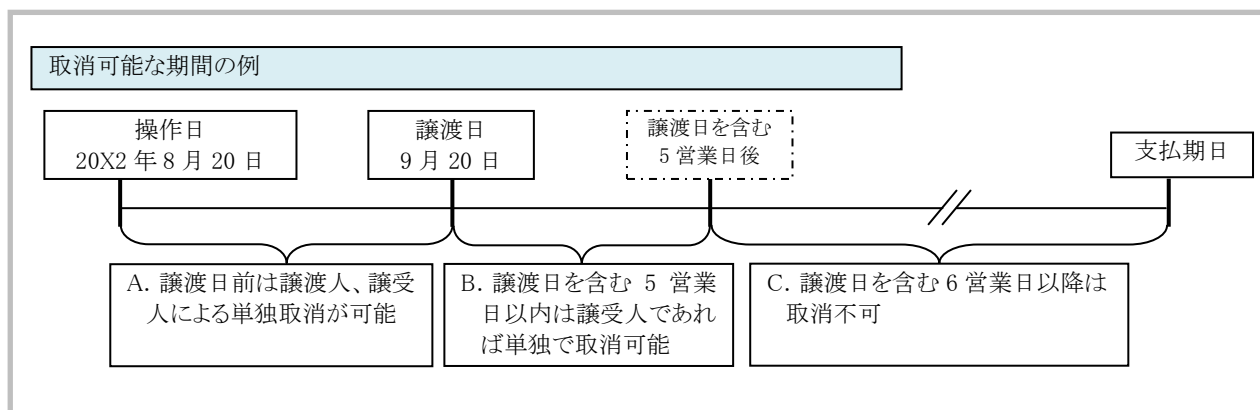 取消可能な期間の例
操作日
20X2 年 8 月 20 日
譲渡日
9 月 20 日
譲渡日を含む
5 営業日後
支払期日
A. 譲渡日前は譲渡人、譲受
人による単独取消が可能
B. 譲渡日を含む 5 営業
日以内は譲受人であれ
ば単独で取消可能
C. 譲渡日を含む 6 営業日以降は
取消不可